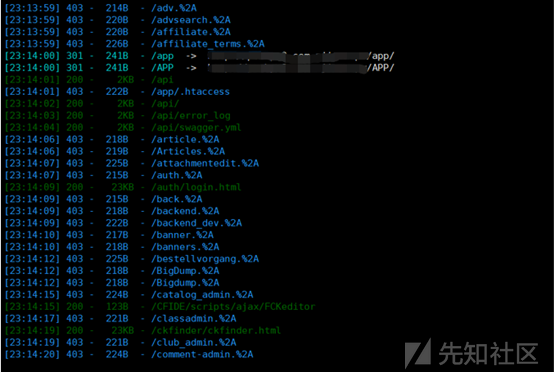 [23:13:59] 403 -  214B  - /adv.%2A
[23:13:59] 403 -  220B  - /advsearch.%2A
[23:13:59] 403 -  220B  - /affiliate.%2A
[23:13:59] 403 -  226B  - /affiliate_terms.%2A
[23:14:00] 301 -  241B  - /app  ->  /app/
[23:14:00] 301 -  241B  - /APP  ->  /APP/
[23:14:01] 200 -    2KB - /api
[23:14:01] 403 -  222B  - /app/.htaccess
[23:14:02] 200 -    2KB - /api/
[23:14:03] 200 -    2KB - /api/error_log
[23:14:04] 200 -    2KB - /api/swagger.yml
[23:14:06] 403 -  218B  - /article.%2A
[23:14:06] 403 -  219B  - /Articles.%2A
[23:14:07] 403 -  225B  - /attachmentedit.%2A
[23:14:07] 403 -  215B  - /auth.%2A
[23:14:09] 200 -   23KB - /auth/login.html
[23:14:09] 403 -  215B  - /back.%2A
[23:14:09] 403 -  218B  - /backend.%2A
[23:14:09] 403 -  222B  - /backend_dev.%2A
[23:14:10] 403 -  217B  - /banner.%2A
[23:14:10] 403 -  218B  - /banners.%2A
[23:14:12] 403 -  225B  - /bestellvorgang.%2A
[23:14:12] 403 -  218B  - /BigDump.%2A
[23:14:12] 403 -  218B  - /Bigdump.%2A
[23:14:15] 403 -  224B  - /catalog_admin.%2A
[23:14:15] 200 -  123B  - /CFIDE/scripts/ajax/FCKeditor
[23:14:17] 403 -  221B  - /classadmin.%2A
[23:14:19] 200 -   23KB - /ckfinder/ckfinder.html
[23:14:19] 403 -  221B  - /club_admin.%2A
[23:14:20] 403 -  224B  - /comment-admin.%2A
先知社区